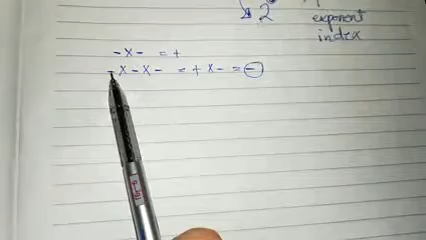 2
exponent
index
- x - = +
- x - x - = + x - = -